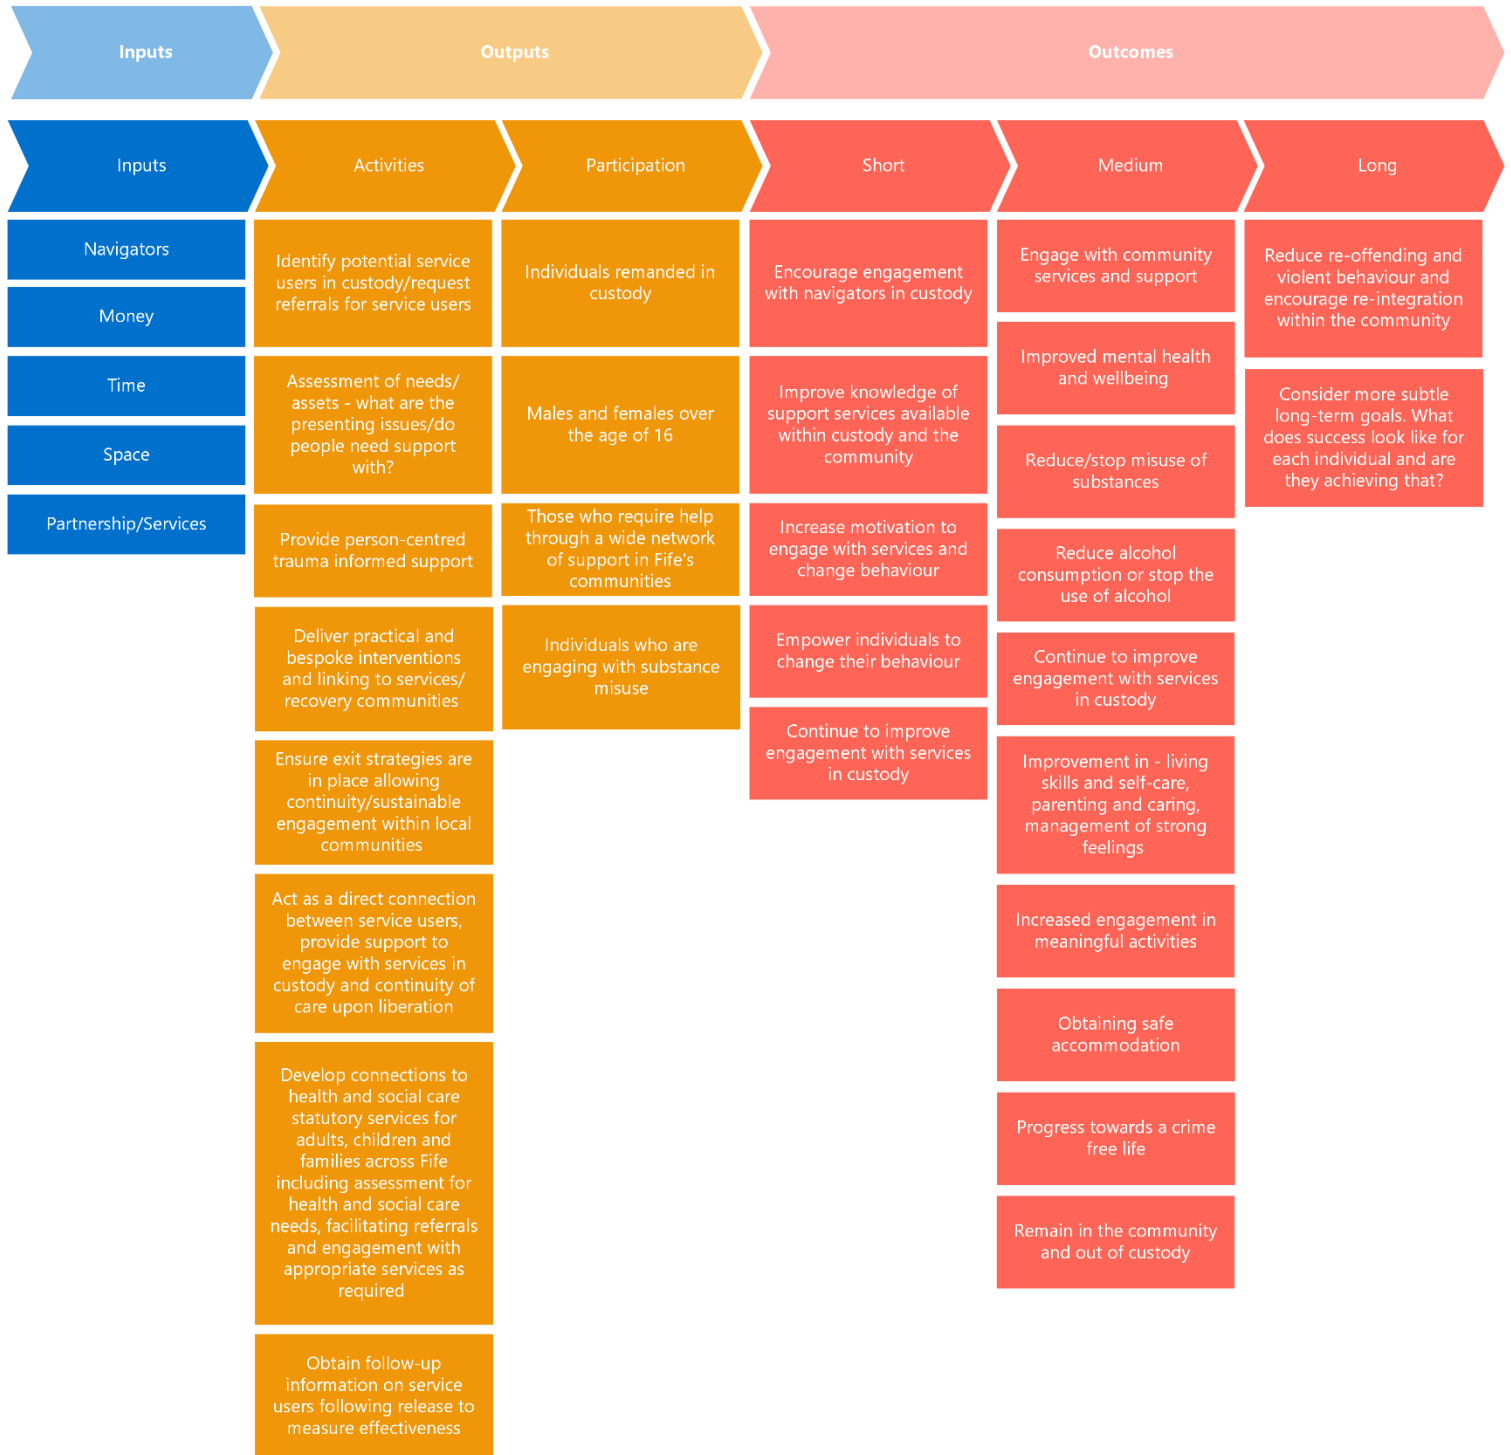 Inputs
Outputs
Outcomes
Inputs
Activities
Participation
Short
Medium
Long
Navigators
Money
Time
Space
Partnership/Services
Identify potential service
users in custody/request
referrals for service users
Assessment of needs/
assets - what are the
presenting issues/do
people need support
with?
Provide person-centred
trauma informed support
Deliver practical and
bespoke interventions
and linking to services/
recovery communities
Ensure exit strategies are
in place allowing
continuity/sustainable
engagement within local
communities
Act as a direct connection
between service users,
provide support to
engage with services in
custody and continuity of
care upon liberation
Develop connections to
health and social care
statutory services for
adults, children and
families across Fife
including assessment for
health and social care
needs, facilitating referrals
and engagement with
appropriate services as
required
Obtain follow-up
information on service
users following release to
measure effectiveness
Individuals remanded in
custody
Males and females over
the age of 16
Those who require help
through a wide network
of support in Fife's
communities
Individuals who are
engaging with substance
misuse
Encourage engagement
with navigators in custody
Improve knowledge of
support services available
within custody and the
community
Increase motivation to
engage with services and
change behaviour
Empower individuals to
change their behaviour
Continue to improve
engagement with services
in custody
Engage with community
services and support
Improved mental health
and wellbeing
Reduce/stop misuse of
substances
Reduce alcohol
consumption or stop the
use of alcohol
Continue to improve
engagement with services
in custody
Improvement in - living
skills and self-care,
parenting and caring,
management of strong
feelings
Increased engagement in
meaningful activities
Obtaining safe
accommodation
Progress towards a crime
free life
Remain in the community
and out of custody
Reduce re-offending and
violent behaviour and
encourage re-integration
within the community
Consider more subtle
long-term goals. What
does success look like for
each individual and are
they achieving that?